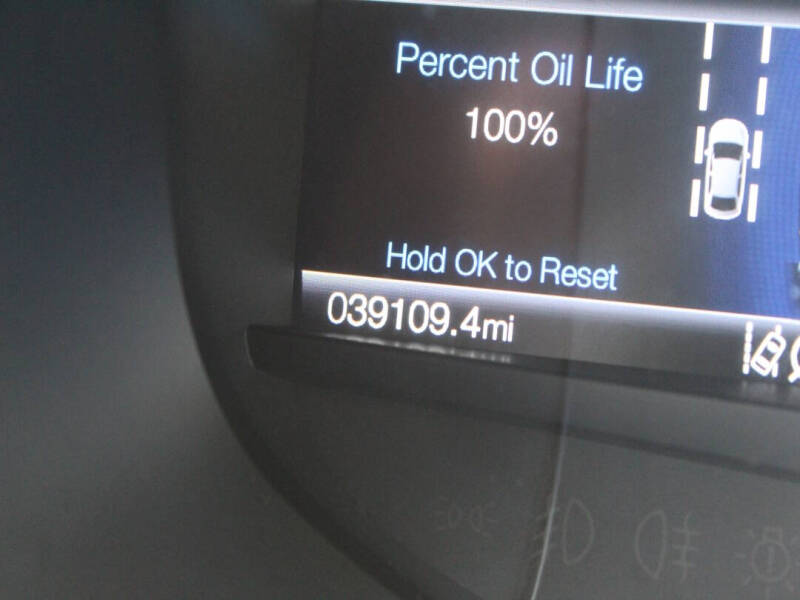 Percent Oil Life
100%
Hold OK to Reset
039109.4mi